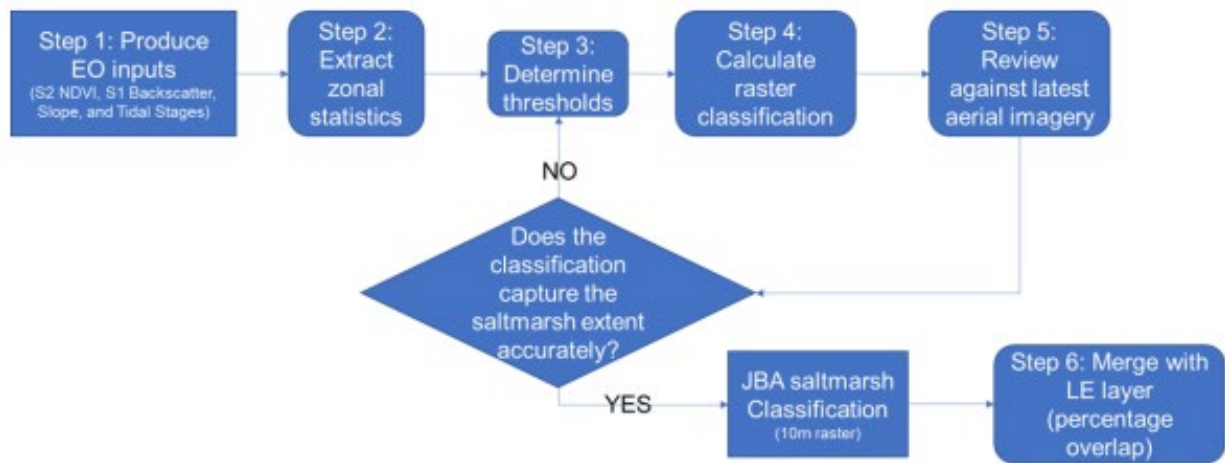 Step 1: Produce
EO inputs
(S2 NDVI, S1 Backscatter,
Slope, and Tidal Stages)
Step 2:
Extract
zonal
statistics
Step 3:
Determine
thresholds
Step 4:
Calculate
raster
classification
Step 5:
Review
against latest
aerial imagery
NO
Does the
classification
capture the
saltmarsh extent
accurately?
YES
JBA saltmarsh
Classification
(10m raster)
Step 6: Merge with
LE layer
(percentage
overlap)